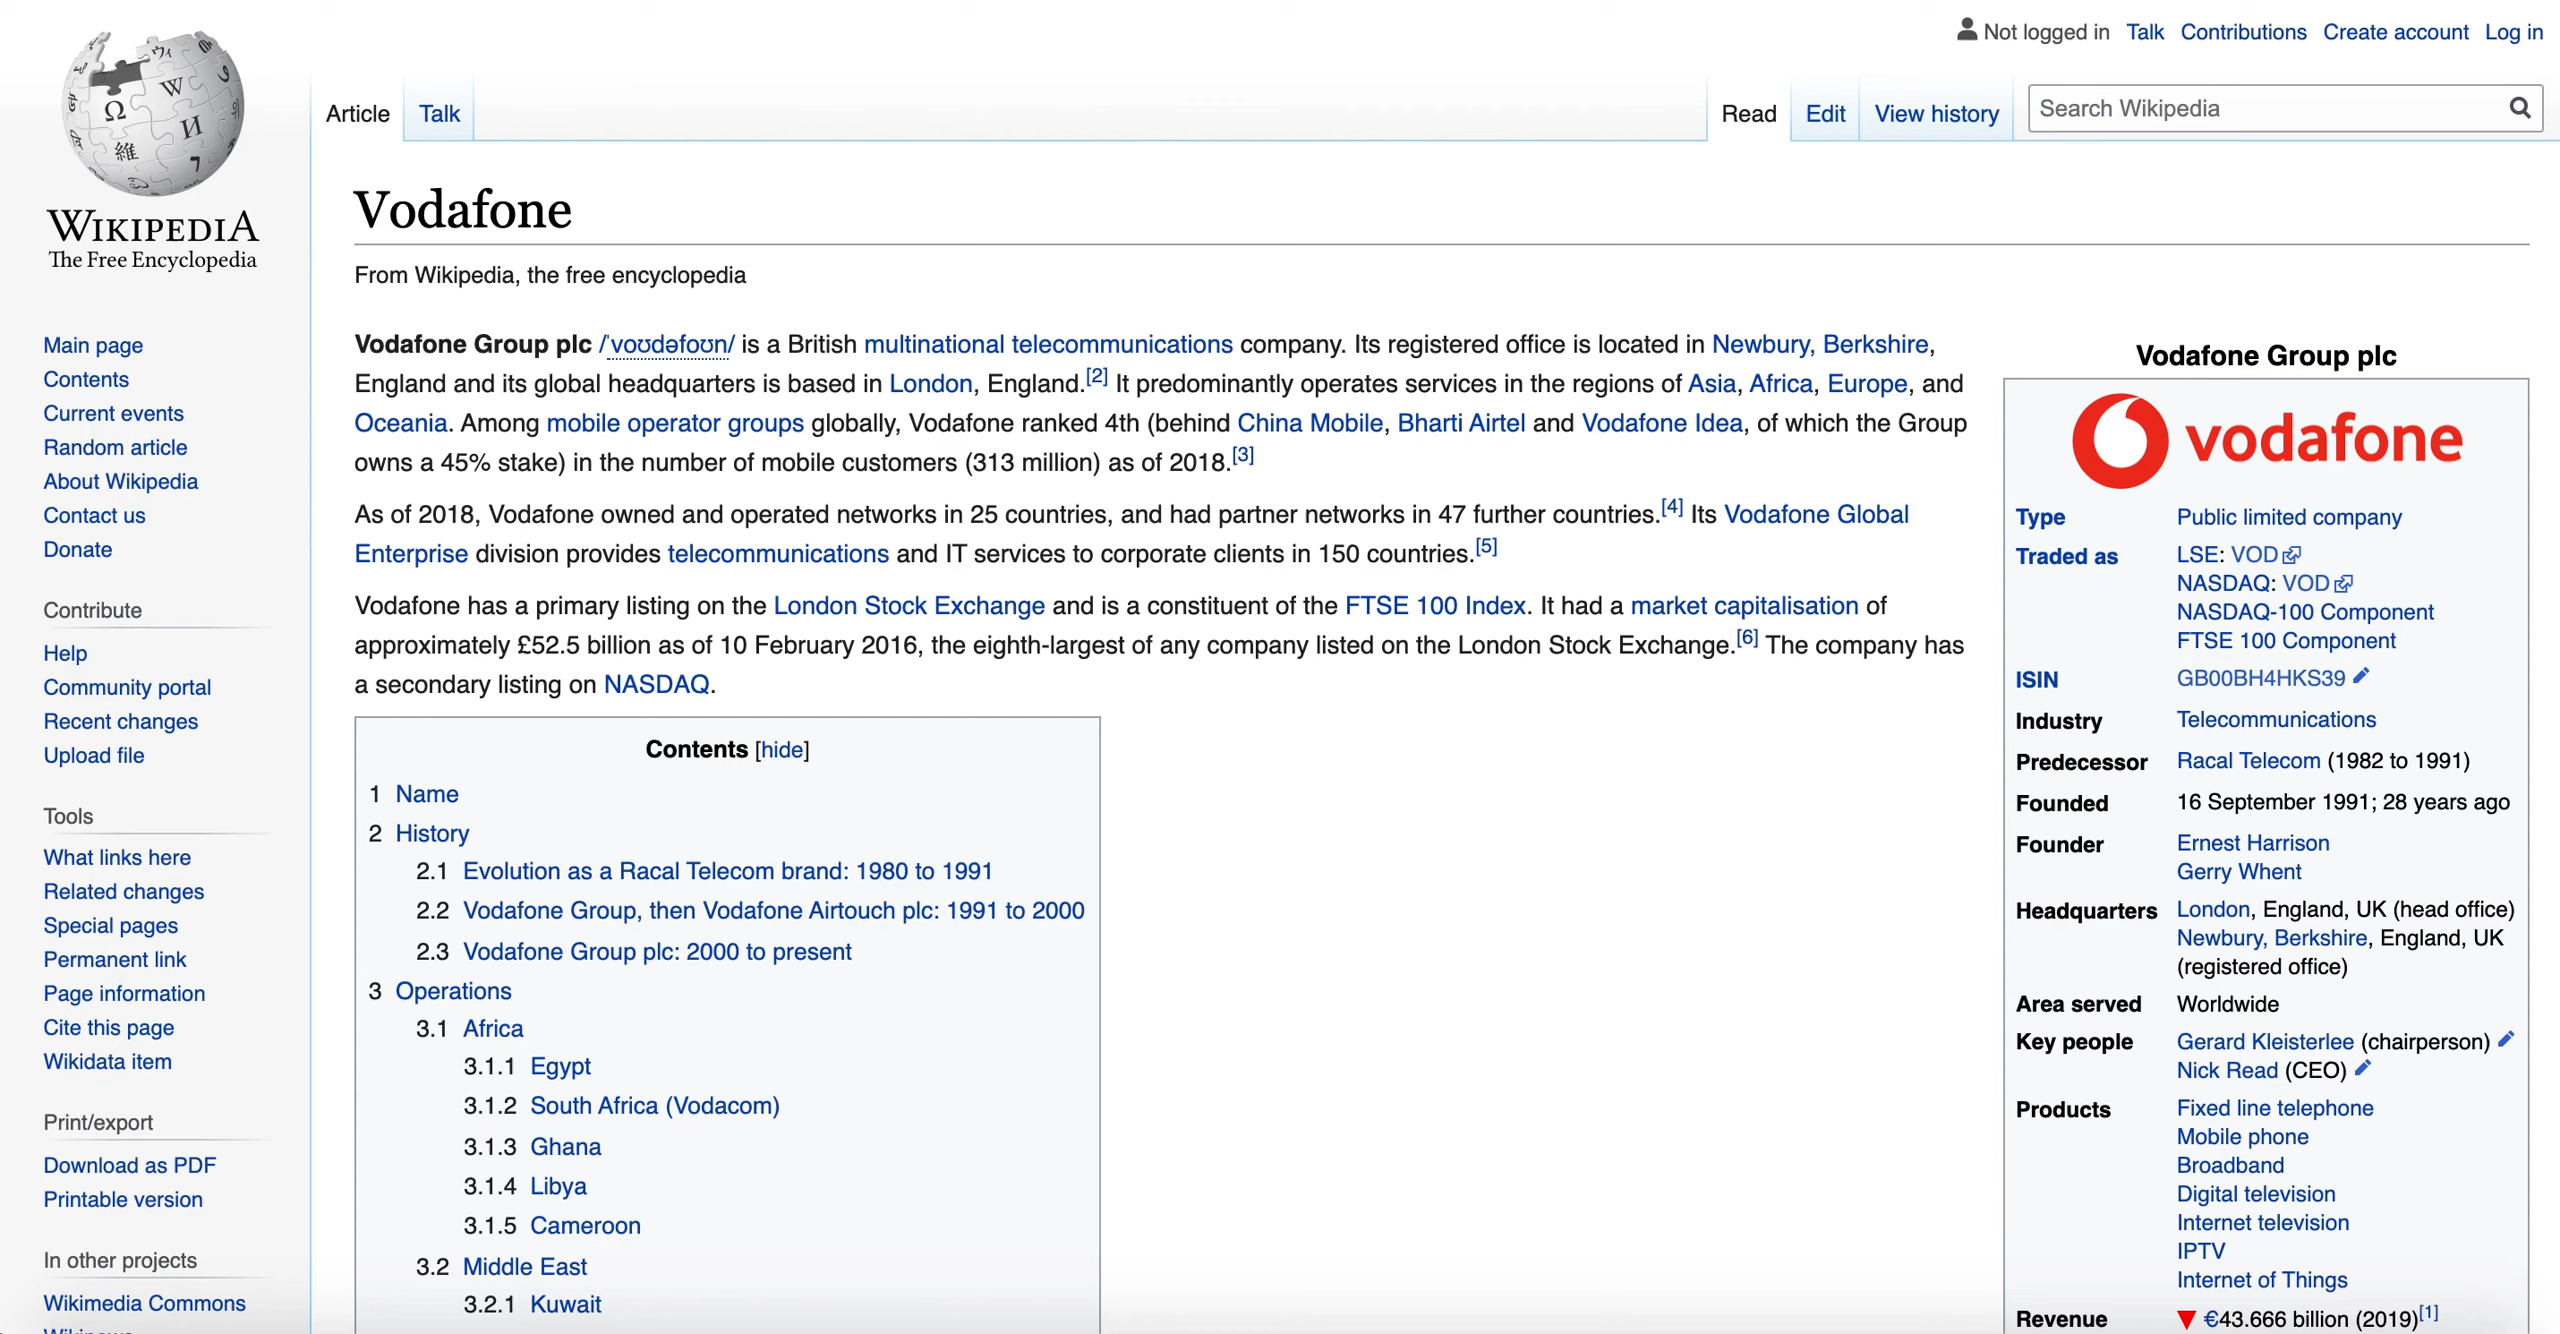 Not logged in Talk Contributions Create account Log in
Article Talk
Read Edit View history Search Wikipedia
WIKIPEDIA
The Free Encyclopedia
Main page
Contents
Current events
Random article
About Wikipedia
Contact us
Donate
Contribute
Help
Community portal
Recent changes
Upload file
Tools
What links here
Related changes
Special pages
Permanent link
Page information
Cite this page
Wikidata item
Print/export
Download as PDF
Printable version
In other projects
Wikimedia Commons
Vodafone
From Wikipedia, the free encyclopedia
Vodafone Group plc /ˈvoʊdəfoʊn/ is a British multinational telecommunications company. Its registered office is located in Newbury, Berkshire,
England and its global headquarters is based in London, England.[2] It predominantly operates services in the regions of Asia, Africa, Europe, and
Oceania. Among mobile operator groups globally, Vodafone ranked 4th (behind China Mobile, Bharti Airtel and Vodafone Idea, of which the Group
owns a 45% stake) in the number of mobile customers (313 million) as of 2018.[3]
As of 2018, Vodafone owned and operated networks in 25 countries, and had partner networks in 47 further countries.[4] Its Vodafone Global
Enterprise division provides telecommunications and IT services to corporate clients in 150 countries.[5]
Vodafone has a primary listing on the London Stock Exchange and is a constituent of the FTSE 100 Index. It had a market capitalisation of
approximately £52.5 billion as of 10 February 2016, the eighth-largest of any company listed on the London Stock Exchange.[6] The company has
a secondary listing on NASDAQ.
Contents [hide]
1 Name
2 History
2.1 Evolution as a Racal Telecom brand: 1980 to 1991
2.2 Vodafone Group, then Vodafone Airtouch plc: 1991 to 2000
2.3 Vodafone Group plc: 2000 to present
3 Operations
3.1 Africa
3.1.1 Egypt
3.1.2 South Africa (Vodacom)
3.1.3 Ghana
3.1.4 Libya
3.1.5 Cameroon
3.2 Middle East
3.2.1 Kuwait
Vodafone Group plc
vodafone
Type Public limited company
Traded as LSE: VOD
NASDAQ: VOD
NASDAQ-100 Component
FTSE 100 Component
ISIN GB00BH4HKS39
Industry Telecommunications
Predecessor Racal Telecom (1982 to 1991)
Founded 16 September 1991; 28 years ago
Founder Ernest Harrison
Gerry Whent
Headquarters London, England, UK (head office)
Newbury, Berkshire, England, UK
(registered office)
Area served Worldwide
Key people Gerard Kleisterlee (chairperson)
Nick Read (CEO)
Products Fixed line telephone
Mobile phone
Broadband
Digital television
Internet television
IPTV
Internet of Things
Revenue ▼ €43.666 billion (2019)[1]